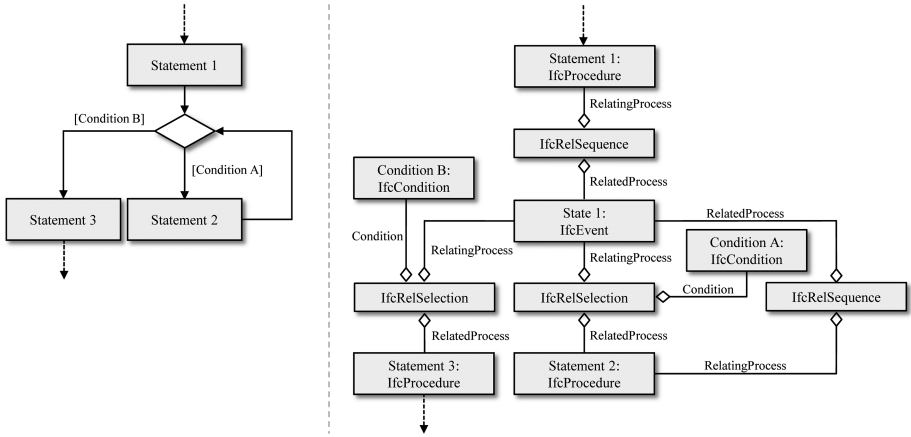 Statement 1
[Condition B]
[Condition A]
Statement 3
Statement 2
Statement 1:
IfcProcedure
RelatingProcess
IfcRelSequence
RelatedProcess
Condition B:
IfcCondition
State 1:
IfcEvent
RelatedProcess
Condition
RelatingProcess
RelatingProcess
Condition A:
IfcCondition
Condition
IfcRelSelection
IfcRelSelection
IfcRelSequence
RelatedProcess
RelatedProcess
Statement 3:
IfcProcedure
Statement 2:
IfcProcedure
RelatingProcess